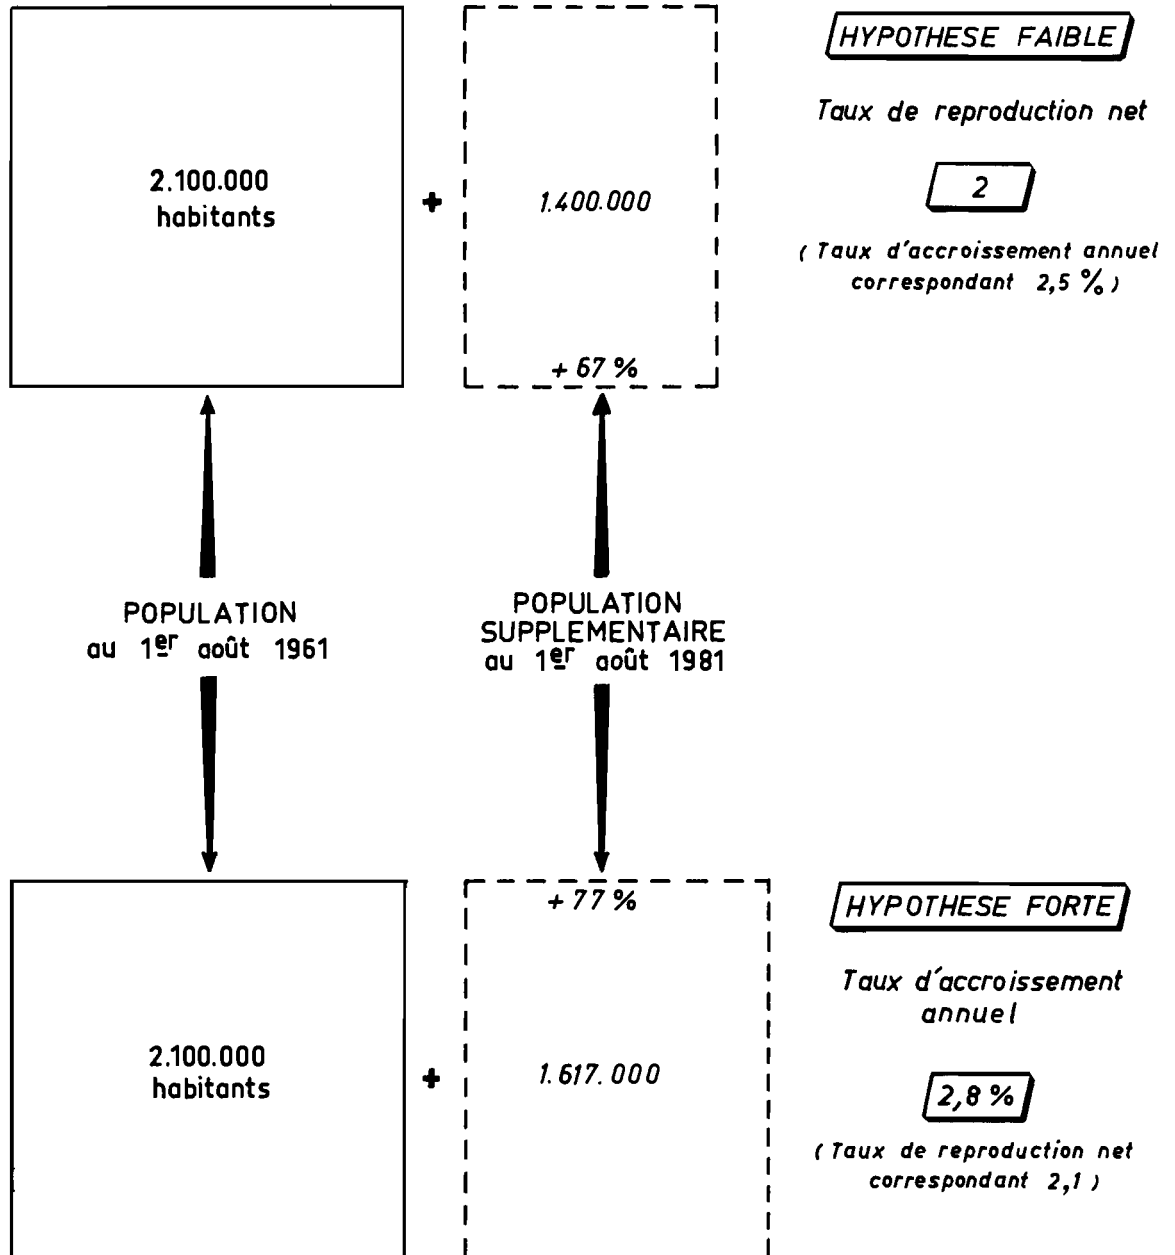 2.100.000
habitants
+
1.400.000
+ 67 %
HYPOTHESE FAIBLE
Taux de reproduction net
2
( Taux d'accroissement annuel
correspondant 2,5 % )
POPULATION
au 1er août 1961
POPULATION
SUPPLEMENTAIRE
au 1er août 1981
2.100.000
habitants
+
+ 77 %
1.617.000
HYPOTHESE FORTE
Taux d'accroissement
annuel
2,8 %
( Taux de reproduction net
correspondant 2,1 )